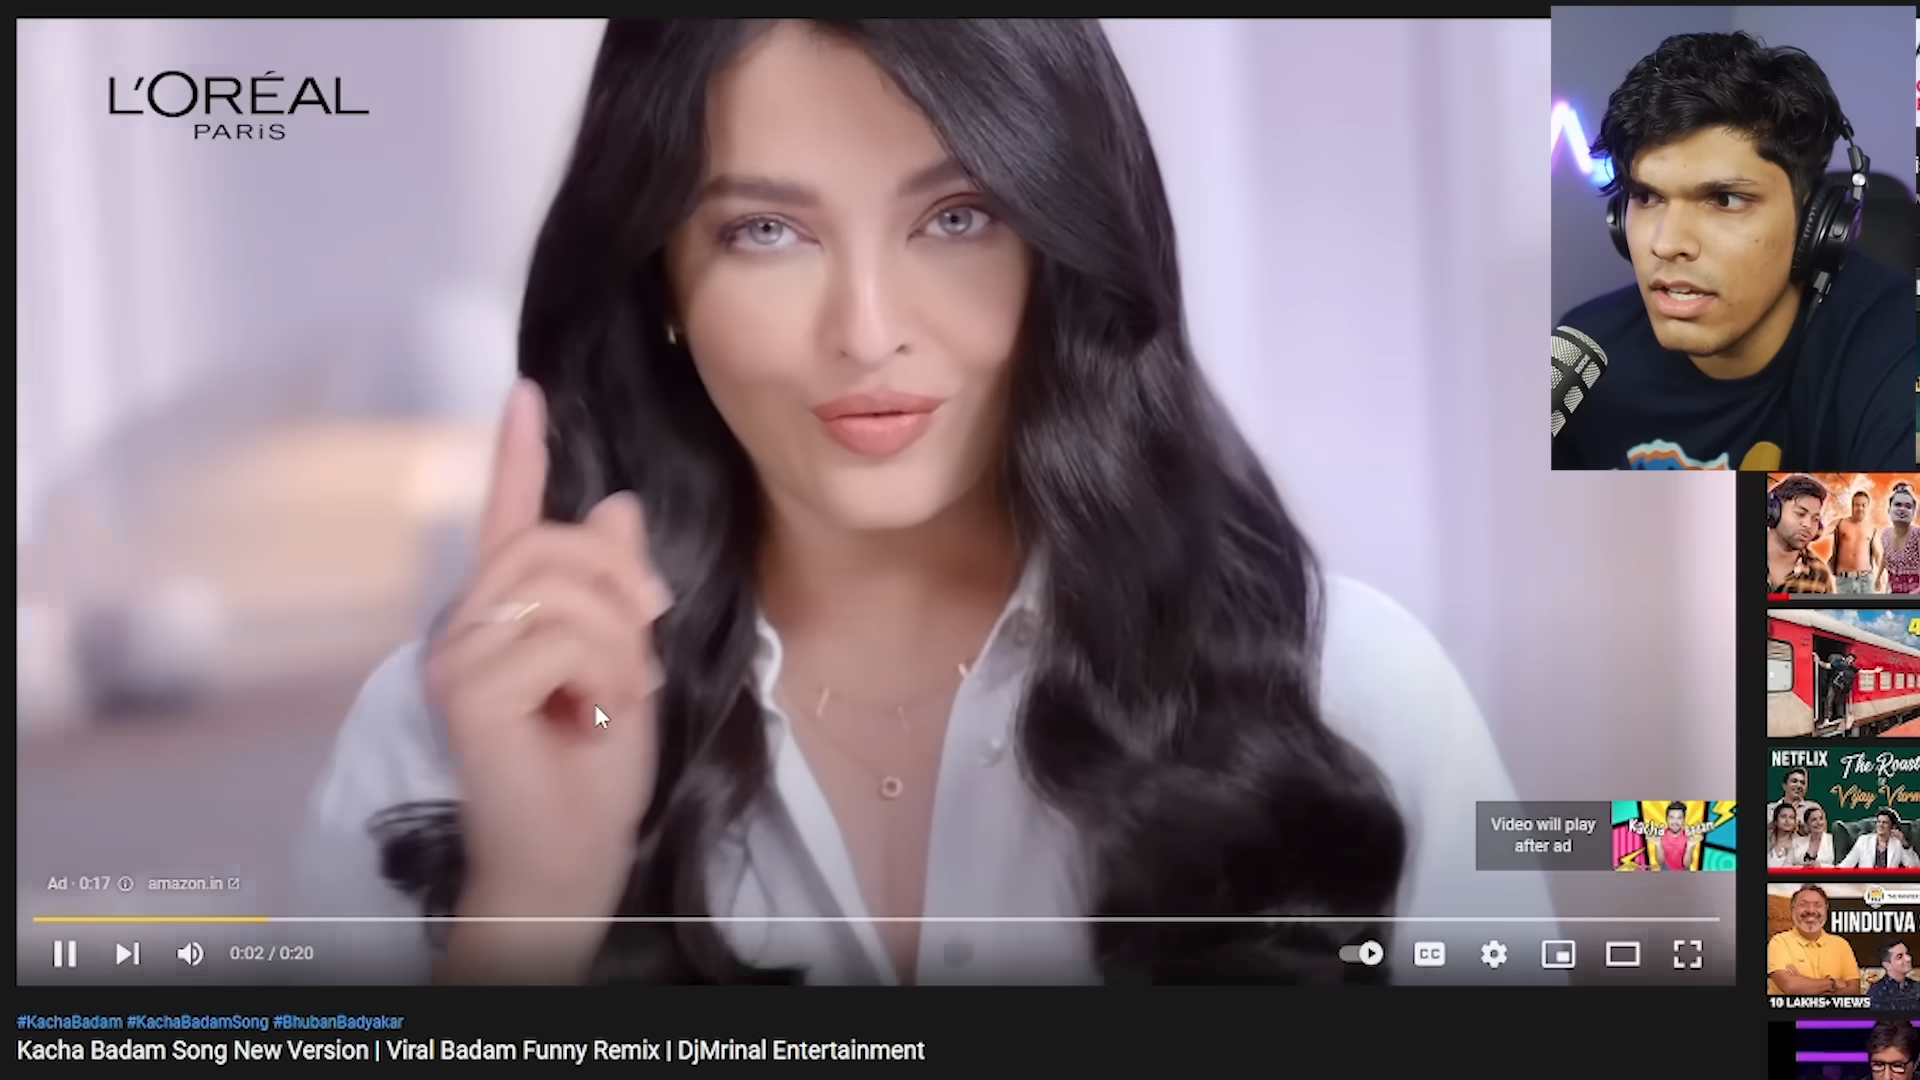 L'ORÉAL
PARiS
Video will play
after ad
Ad · 0:17
amazon.in
0:02 / 0:20
CC
#KachaBadam #KachaBadamSong #BhubanBadyakar
Kacha Badam Song New Version | Viral Badam Funny Remix | DjMrinal Entertainment
NETFLIX
The Roast
HINDUTVA
10 LAKHS+ VIEWS